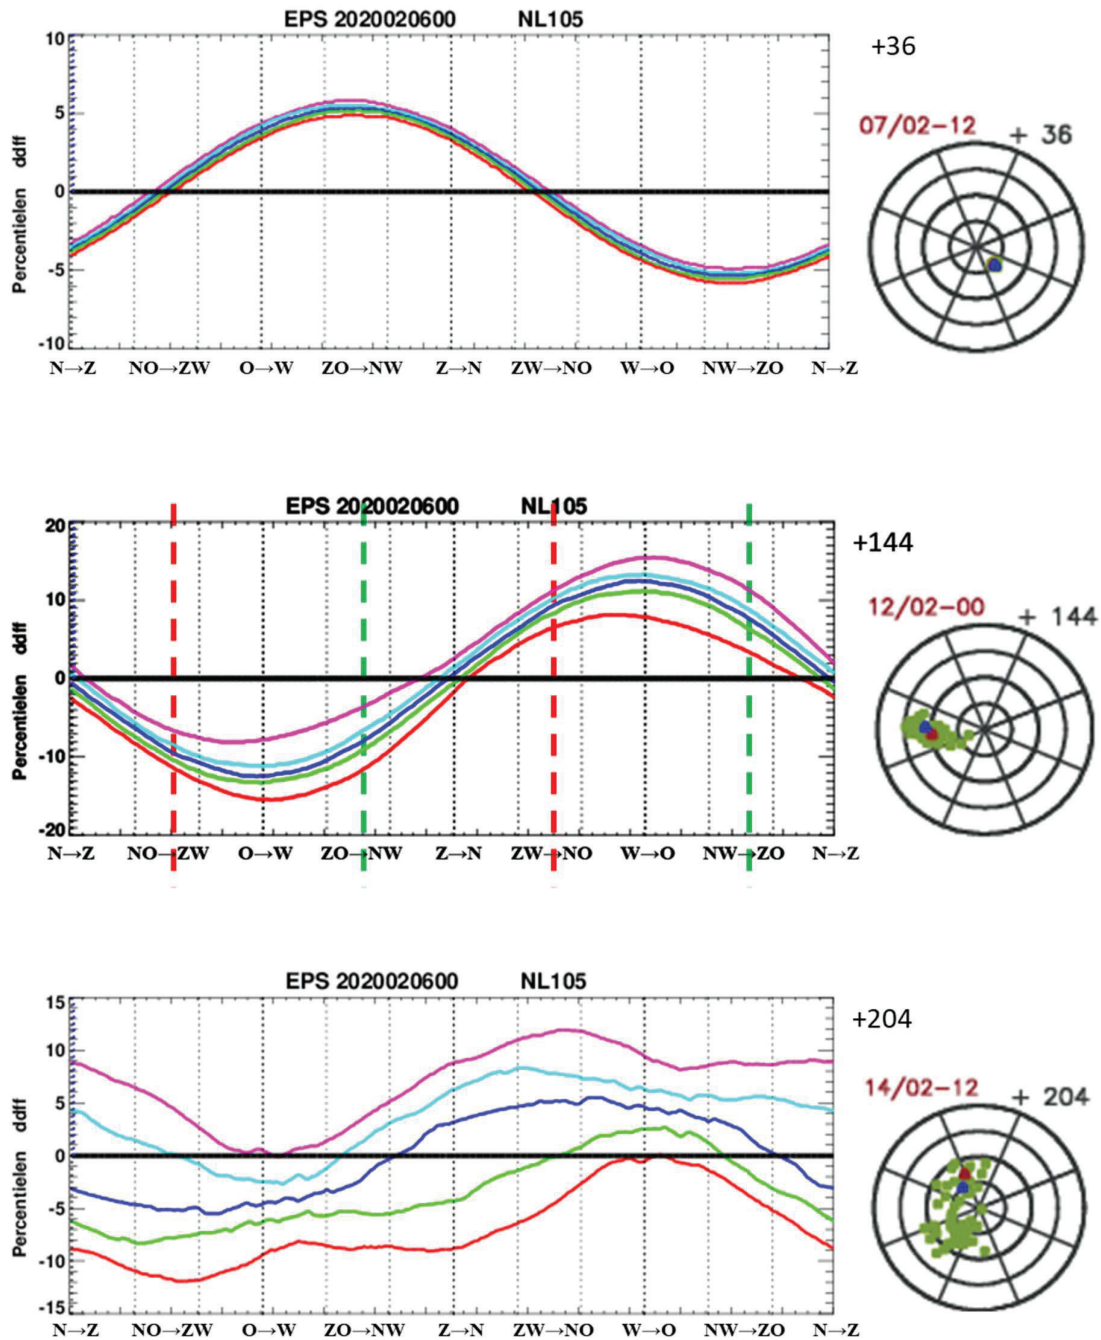 EPS 2020020600 NL105
+36
10
5
0
-5
-10
Percentielen ddff
N→Z NO→ZW O→W ZO→NW Z→N ZW→NO W→O NW→ZO N→Z
07/02-12 + 36
EPS 2020020600 NL105
+144
20
10
0
-10
-20
Percentielen ddff
N→Z NO→ZW O→W ZO→NW Z→N ZW→NO W→O NW→ZO N→Z
12/02-00 + 144
EPS 2020020600 NL105
+204
15
10
5
0
-5
-10
-15
Percentielen ddff
N→Z NO→ZW O→W ZO→NW Z→N ZW→NO W→O NW→ZO N→Z
14/02-12 + 204